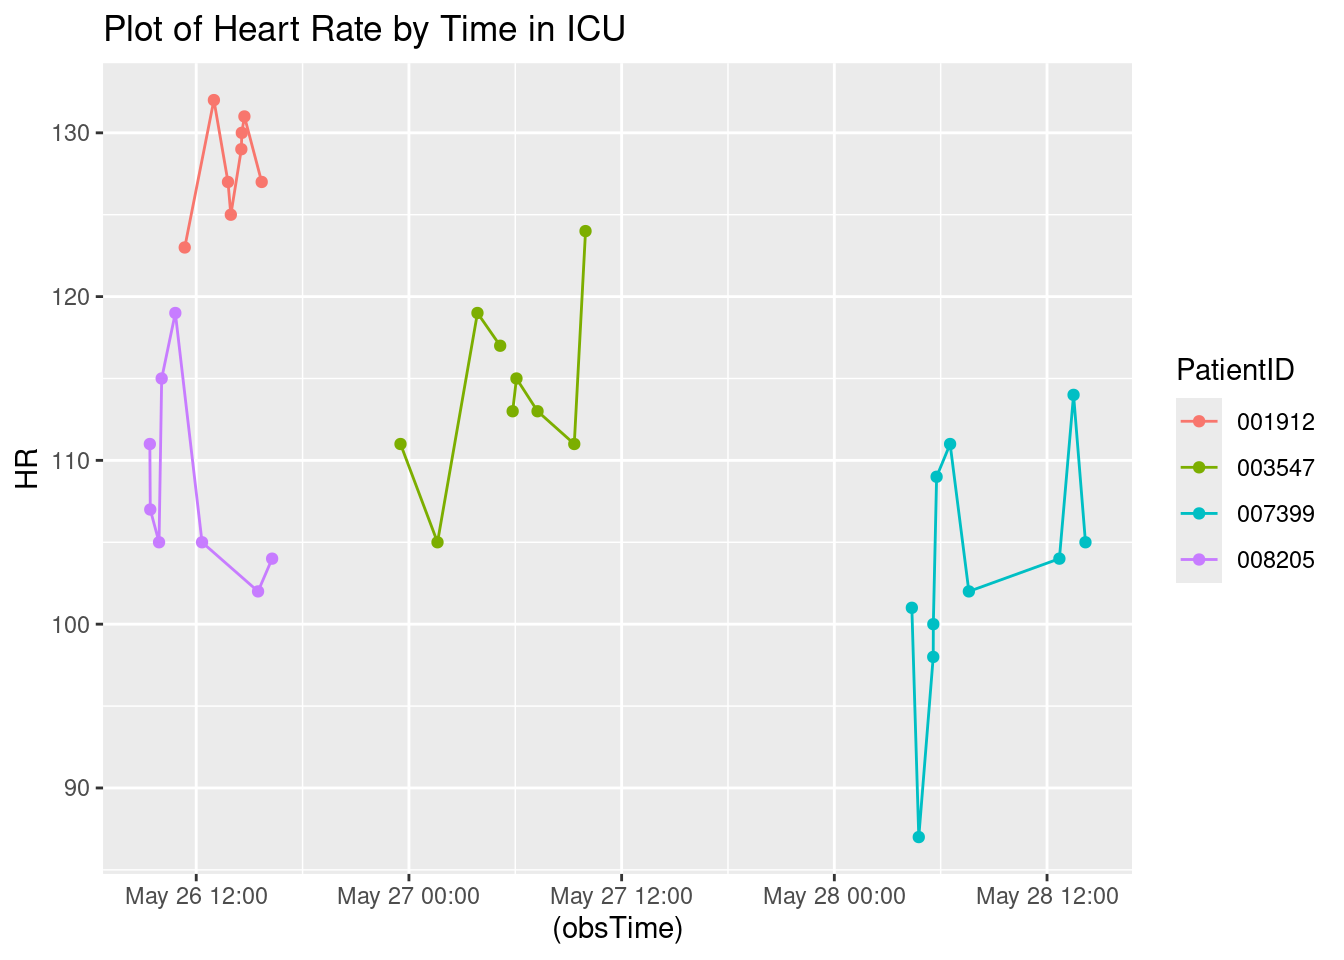 Plot of Heart Rate by Time in ICU
HR
130
120
110
100
90
May 26 12:00
May 27 00:00
May 27 12:00
May 28 00:00
May 28 12:00
(obsTime)
PatientID
001912
003547
007399
008205